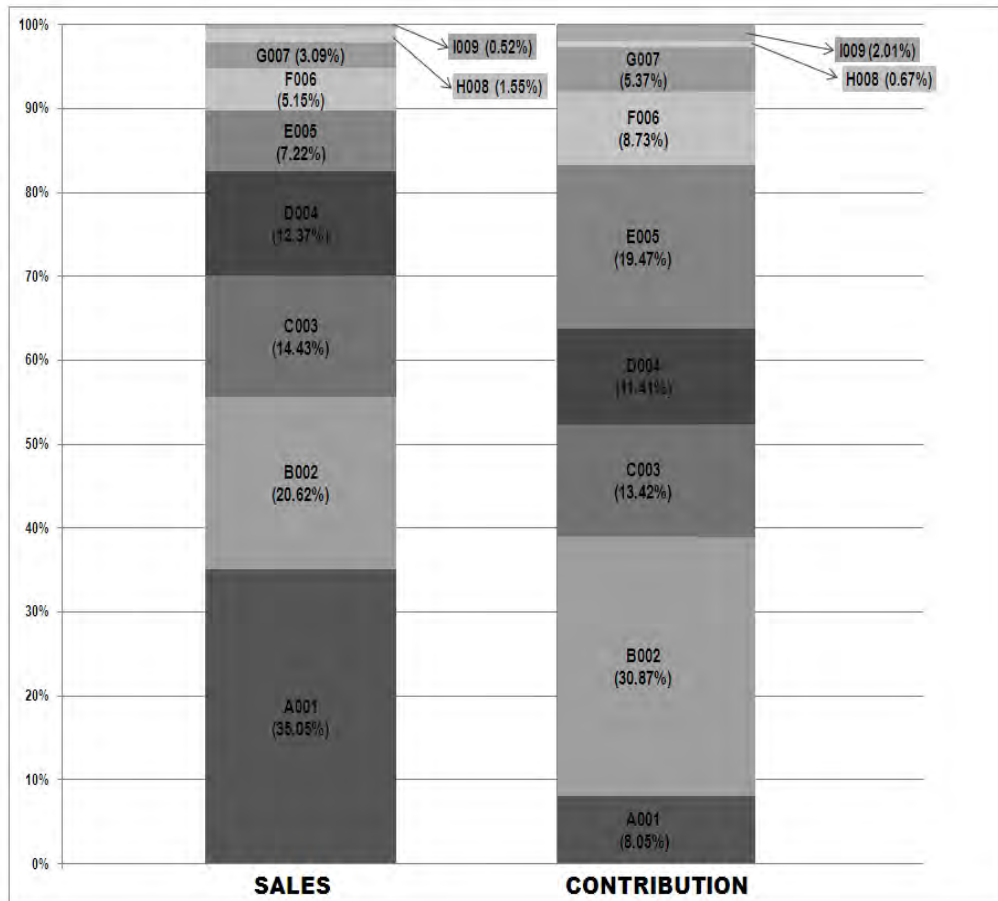 100%
90%
80%
70%
60%
50%
40%
30%
20%
10%
0%
I009 (0.52%)
H008 (1.55%)
G007 (3.09%)
F006
(5.15%)
E005
(7.22%)
D004
(12.37%)
C003
(14.43%)
B002
(20.62%)
A001
(35.05%)
SALES
I009 (2.01%)
H008 (0.67%)
G007
(5.37%)
F006
(8.73%)
E005
(19.47%)
D004
(11.41%)
C003
(13.42%)
B002
(30.87%)
A001
(8.05%)
CONTRIBUTION